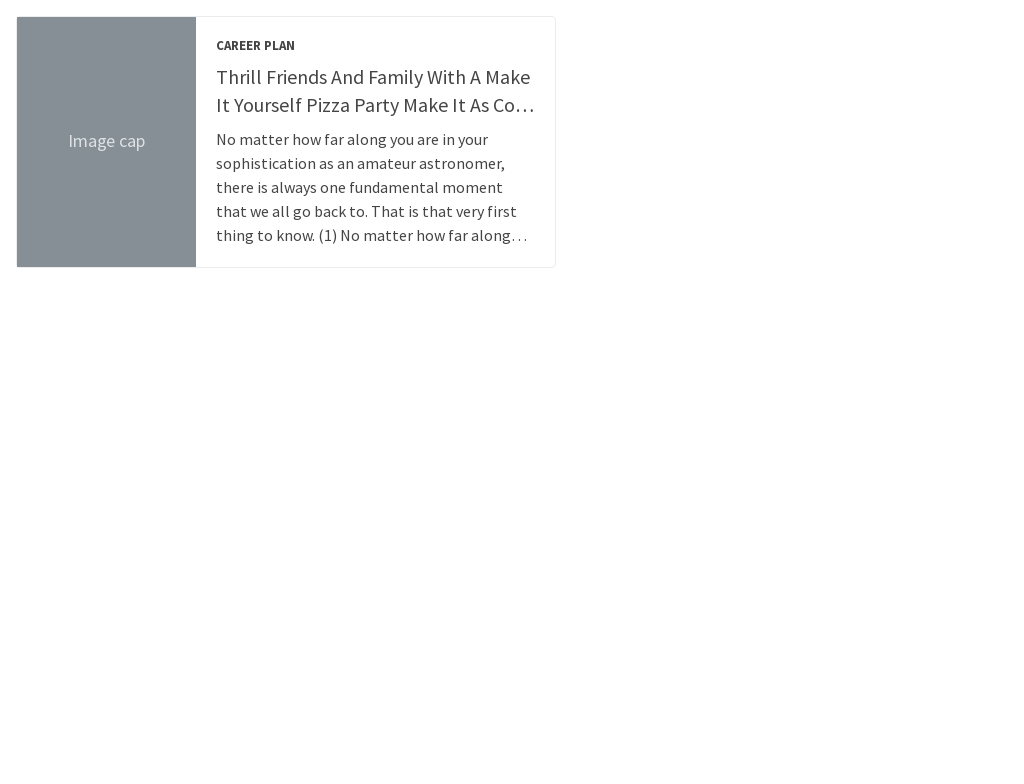 Image cap
CAREER PLAN
Thrill Friends And Family With A Make
It Yourself Pizza Party Make It As Co…
No matter how far along you are in your
sophistication as an amateur astronomer,
there is always one fundamental moment
that we all go back to. That is that very first
thing to know. (1) No matter how far along…